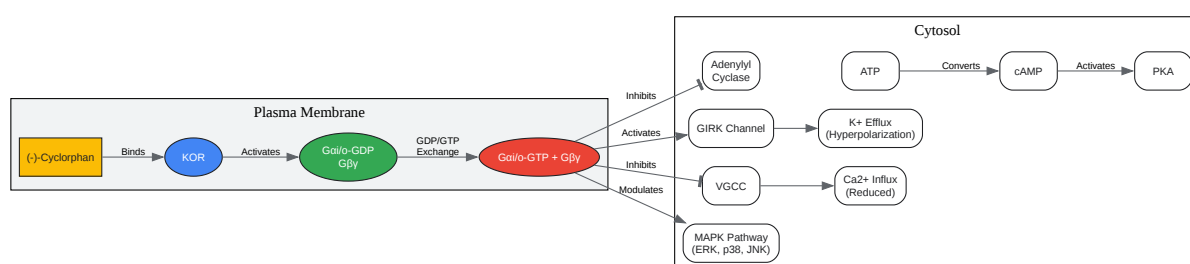 Plasma Membrane
(-)-Cyclorphan
Binds
KOR
Activates
Gαi/o-GDP
Gβγ
GDP/GTP
Exchange
Gαi/o-GTP + Gβγ
Inhibits
Activates
Inhibits
Modulates
Cytosol
Adenylyl
Cyclase
ATP
Converts
cAMP
Activates
PKA
GIRK Channel
K+ Efflux
(Hyperpolarization)
VGCC
Ca2+ Influx
(Reduced)
MAPK Pathway
(ERK, p38, JNK)